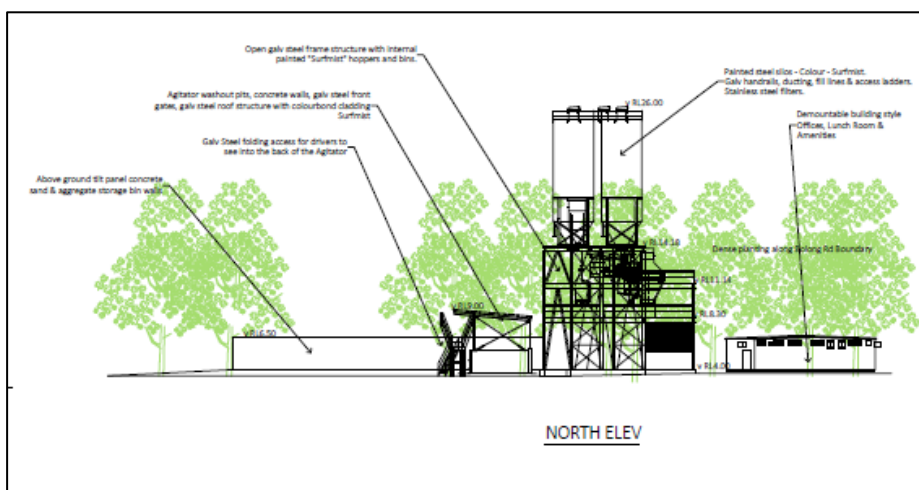 Open galv steel frame structure with internal
painted "Surfmist" hoppers and bins.
Painted steel silos - Colour - Surfmist.
Galv handrails, ducting, fill lines & access ladders.
Stainless steel filters.
Agitator washout pits, concrete walls, galv steel front
gates, galv steel roof structure with colourbond cladding
Surfmist
v RL26.00
Demountable building style
Offices, Lunch Room &
Amenities
Galv Steel folding access for drivers to
see into the back of the Agitator
Above ground tilt panel concrete
sand & aggregate storage bin walls
v RL14.18
Dense planting along Bolong Rd Boundary
v RL11.14
v RL9.00
v RL8.30
v RL6.50
v RL4.00
NORTH ELEV